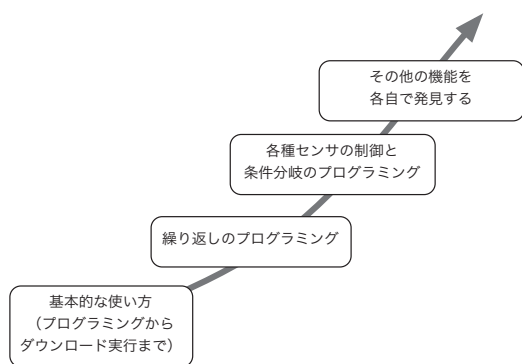 その他の機能を
各自で発見する
各種センサの制御と
条件分岐のプログラミング
繰り返しのプログラミング
基本的な使い方
（プログラミングから
ダウンロード実行まで）